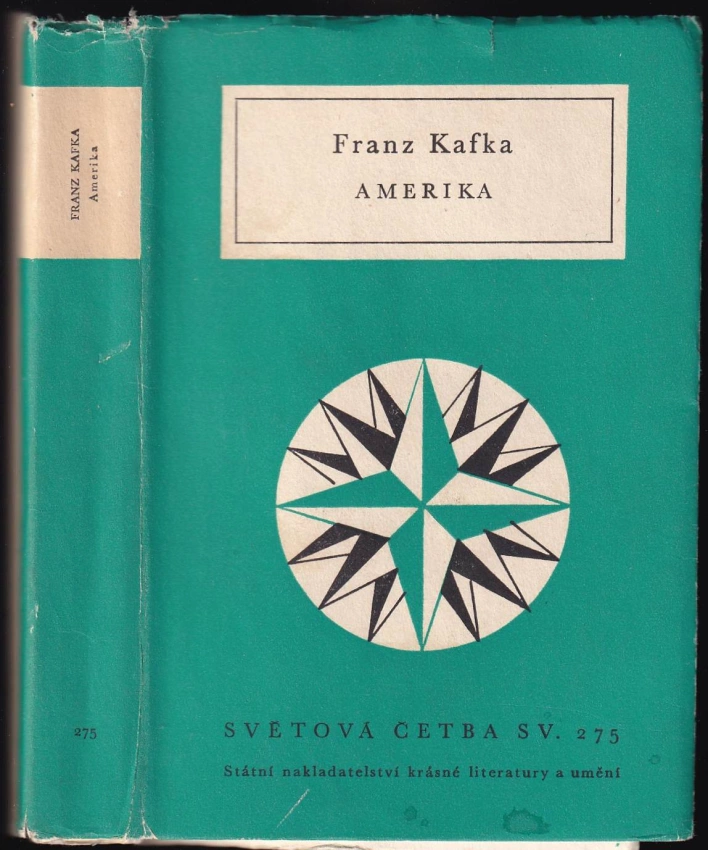 FRANZ KAFKA
Amerika
275
Franz Kafka
AMERIKA
SVĚTOVÁ ČETBA SV. 275
Státní nakladatelství krásné literatury a umění